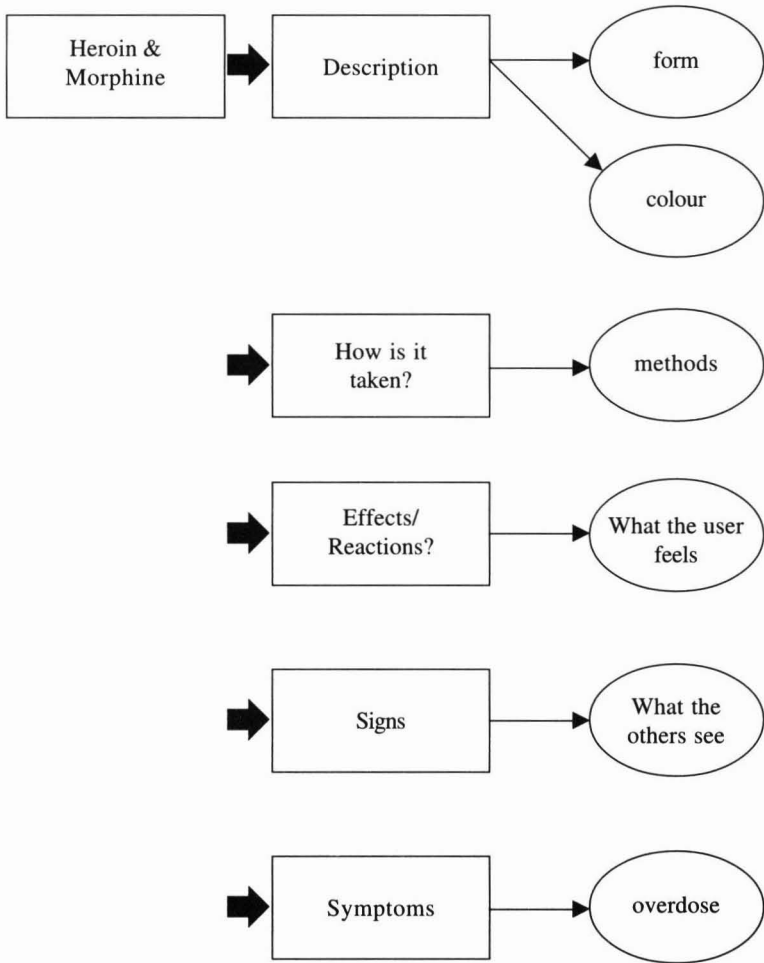 Heroin &
Morphine
Description
form
colour
How is it
taken?
methods
Effects/
Reactions?
What the user
feels
Signs
What the
others see
Symptoms
overdose